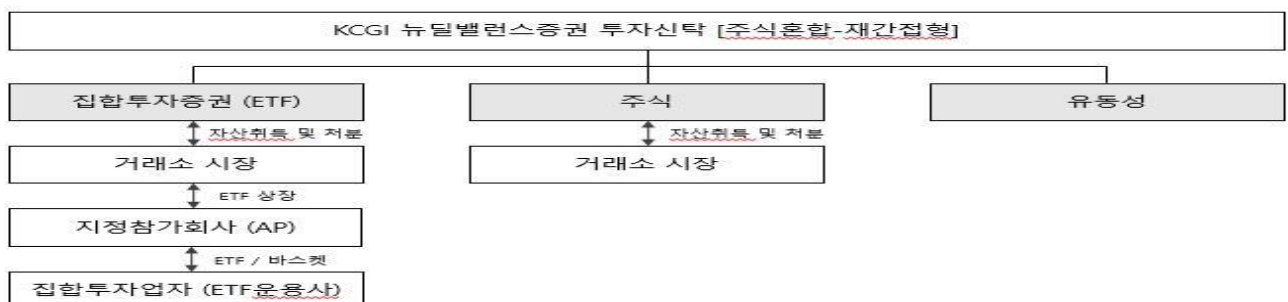 KCGI 뉴딜밸런스증권 투자신탁 [주식혼합-재간접형]
집합투자증권 (ETF)
주식
유동성
자산취득 및 처분
자산취득 및 처분
거래소 시장
거래소 시장
ETF 상장
지정참가회사 (AP)
ETF / 바스켓
집합투자업자 (ETF운용사)